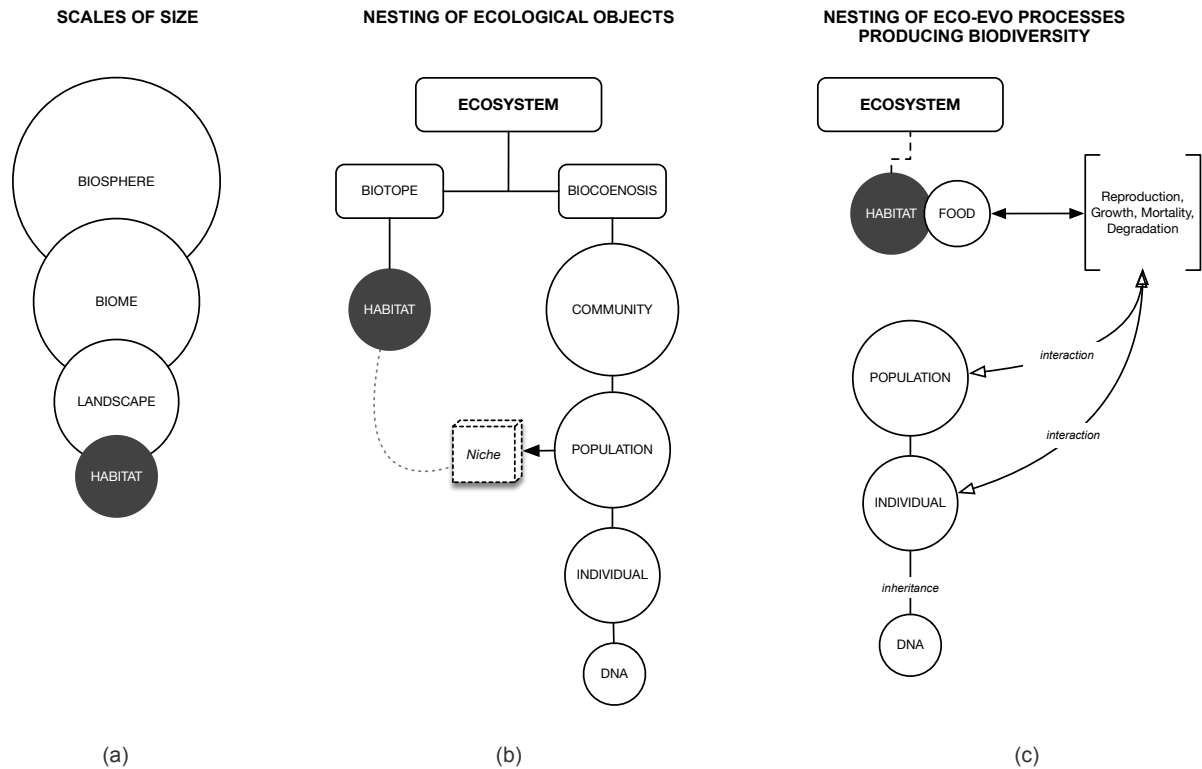 SCALES OF SIZE
BIOSPHERE
BIOME
LANDSCAPE
HABITAT
(a)
NESTING OF ECOLOGICAL OBJECTS
ECOSYSTEM
BIOTOPE
BIOCOENOSIS
HABITAT
COMMUNITY
Niche
POPULATION
INDIVIDUAL
DNA
(b)
NESTING OF ECO-EVO PROCESSES
PRODUCING BIODIVERSITY
ECOSYSTEM
HABITAT
FOOD
Reproduction,
Growth, Mortality,
Degradation
interaction
POPULATION
interaction
INDIVIDUAL
inheritance
DNA
(c)